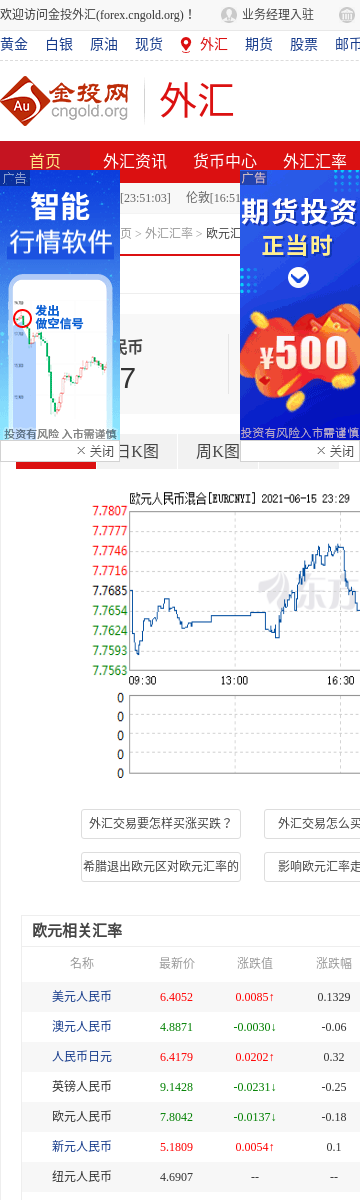 欢迎访问金投外汇(forex.cngold.org)！ 业务经理入驻
黄金 白银 原油 现货 外汇 期货 股票 邮币
Au 金投网 cngold.org 外汇
首页 外汇资讯 货币中心 外汇汇率
广告 [23:51:03] 伦敦[16:51 广告
智能
行情软件
期货投资
正当时
页 > 外汇汇率 > 欧元汇
发出
做空信号
民币
7
¥500
投资有风险 入市需谨慎
投资有风险入市需谨慎
× 关闭 日K图 周K图 × 关闭
欧元人民币混合[EURCNYI] 2021-06-15 23:29
7.7807
7.7777
7.7746
7.7716
7.7685
7.7654
7.7624
7.7593
7.7563
东方
09:30 13:00 16:30
0
0
0
0
0
外汇交易要怎样买涨买跌？ 外汇交易怎么买
希腊退出欧元区对欧元汇率的 影响欧元汇率走
欧元相关汇率
名称 最新价 涨跌值 涨跌幅
美元人民币 6.4052 0.0085↑ 0.1329
澳元人民币 4.8871 -0.0030↓ -0.06
人民币日元 6.4179 0.0202↑ 0.32
英镑人民币 9.1428 -0.0231↓ -0.25
欧元人民币 7.8042 -0.0137↓ -0.18
新元人民币 5.1809 0.0054↑ 0.1
纽元人民币 4.6907 -- --